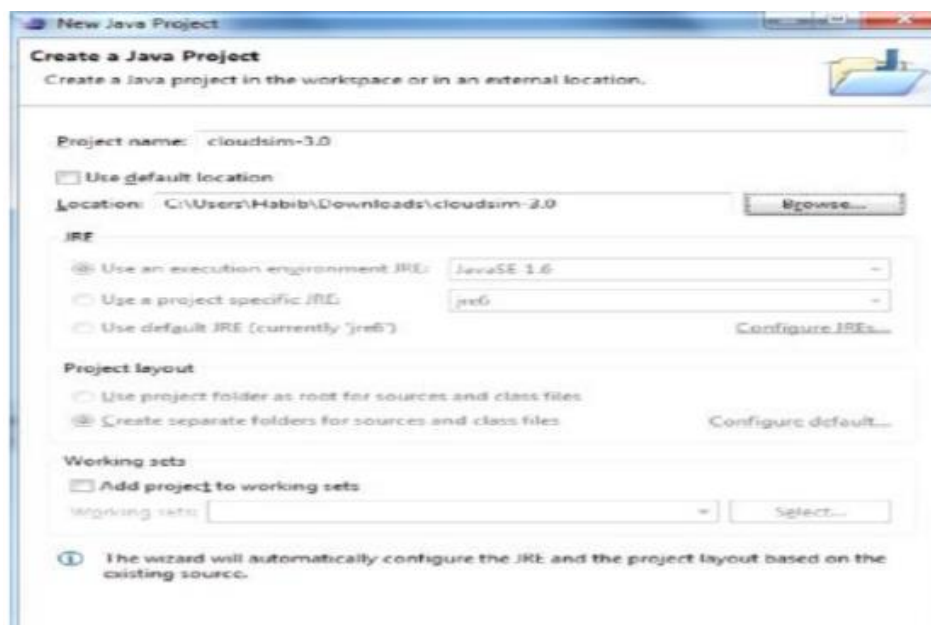 New Java Project
Create a Java Project
Create a Java project in the workspace or in an external location.
Project name: cloudsim-3.0
Use default location
Location: C:\Users\Habib\Downloads\cloudsim-3.0 Browse...
JRE
Use an execution environment JRE: JavaSE 1.6
Use a project specific JRE: jre6
Use default JRE (currently 'jre6') Configure JREs...
Project layout
Use project folder as root for sources and class files
Create separate folders for sources and class files Configure default...
Working sets
Add project to working sets
Working sets: Select...
The wizard will automatically configure the JRE and the project layout based on the
existing source.